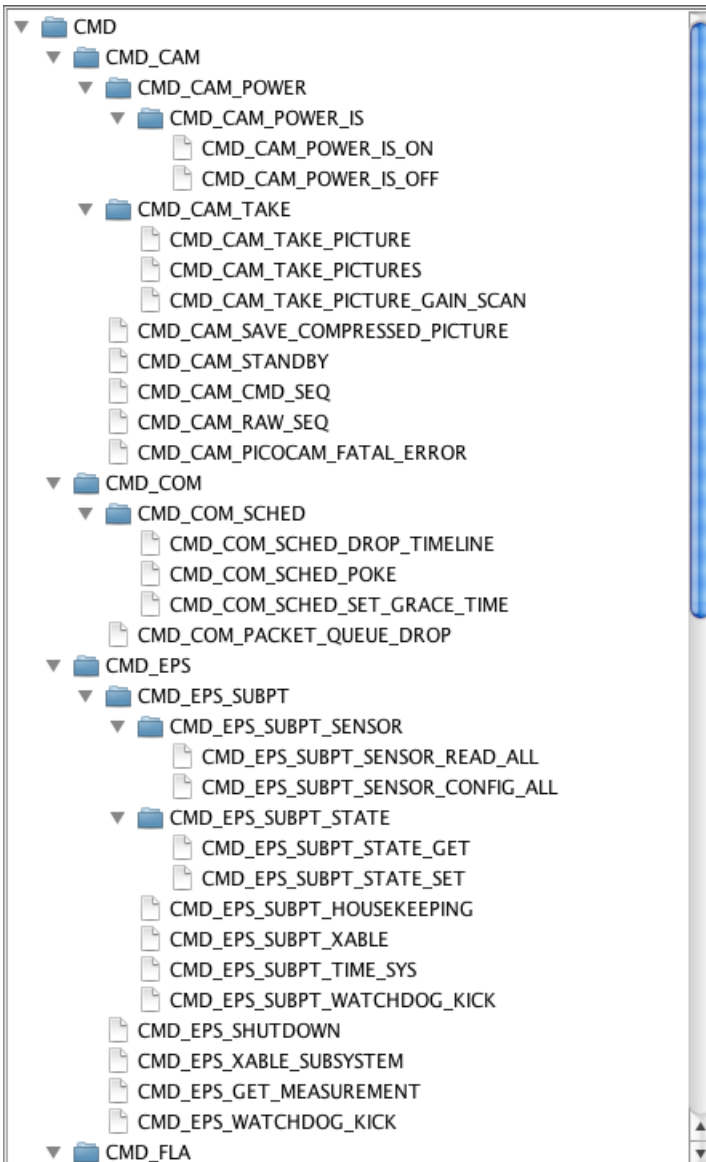 CMD
CMD_CAM
CMD_CAM_POWER
CMD_CAM_POWER_IS
CMD_CAM_POWER_IS_ON
CMD_CAM_POWER_IS_OFF
CMD_CAM_TAKE
CMD_CAM_TAKE_PICTURE
CMD_CAM_TAKE_PICTURES
CMD_CAM_TAKE_PICTURE_GAIN_SCAN
CMD_CAM_SAVE_COMPRESSED_PICTURE
CMD_CAM_STANDBY
CMD_CAM_CMD_SEQ
CMD_CAM_RAW_SEQ
CMD_CAM_PICOCAM_FATAL_ERROR
CMD_COM
CMD_COM_SCHED
CMD_COM_SCHED_DROP_TIMELINE
CMD_COM_SCHED_POKE
CMD_COM_SCHED_SET_GRACE_TIME
CMD_COM_PACKET_QUEUE_DROP
CMD_EPS
CMD_EPS_SUBPT
CMD_EPS_SUBPT_SENSOR
CMD_EPS_SUBPT_SENSOR_READ_ALL
CMD_EPS_SUBPT_SENSOR_CONFIG_ALL
CMD_EPS_SUBPT_STATE
CMD_EPS_SUBPT_STATE_GET
CMD_EPS_SUBPT_STATE_SET
CMD_EPS_SUBPT_HOUSEKEEPING
CMD_EPS_SUBPT_XABLE
CMD_EPS_SUBPT_TIME_SYS
CMD_EPS_SUBPT_WATCHDOG_KICK
CMD_EPS_SHUTDOWN
CMD_EPS_XABLE_SUBSYSTEM
CMD_EPS_GET_MEASUREMENT
CMD_EPS_WATCHDOG_KICK
CMD_FLA